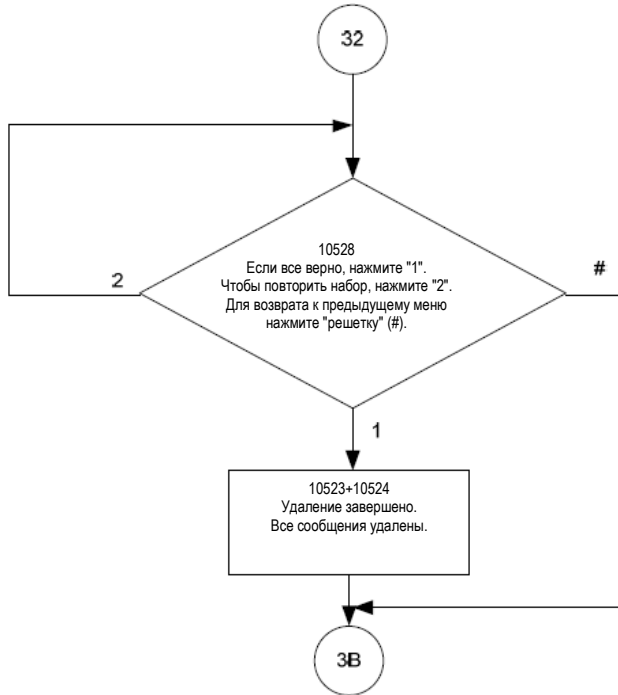 32
10528
Если все верно, нажмите "1".
Чтобы повторить набор, нажмите "2".
Для возврата к предыдущему меню
нажмите "решетку" (#).
2
#
1
10523+10524
Удаление завершено.
Все сообщения удалены.
3B